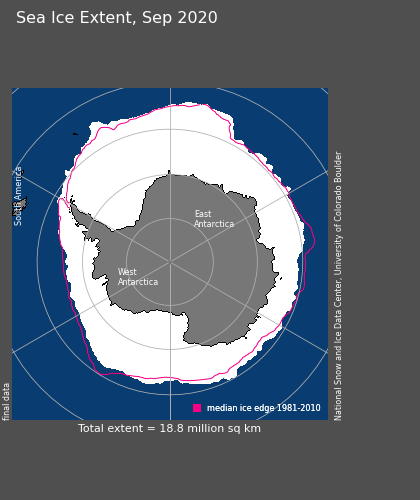 Sea Ice Extent, Sep 2020
South America
East
Antarctica
West
Antarctica
median ice edge 1981-2010
final data
National Snow and Ice Data Center, University of Colorado Boulder
Total extent = 18.8 million sq km